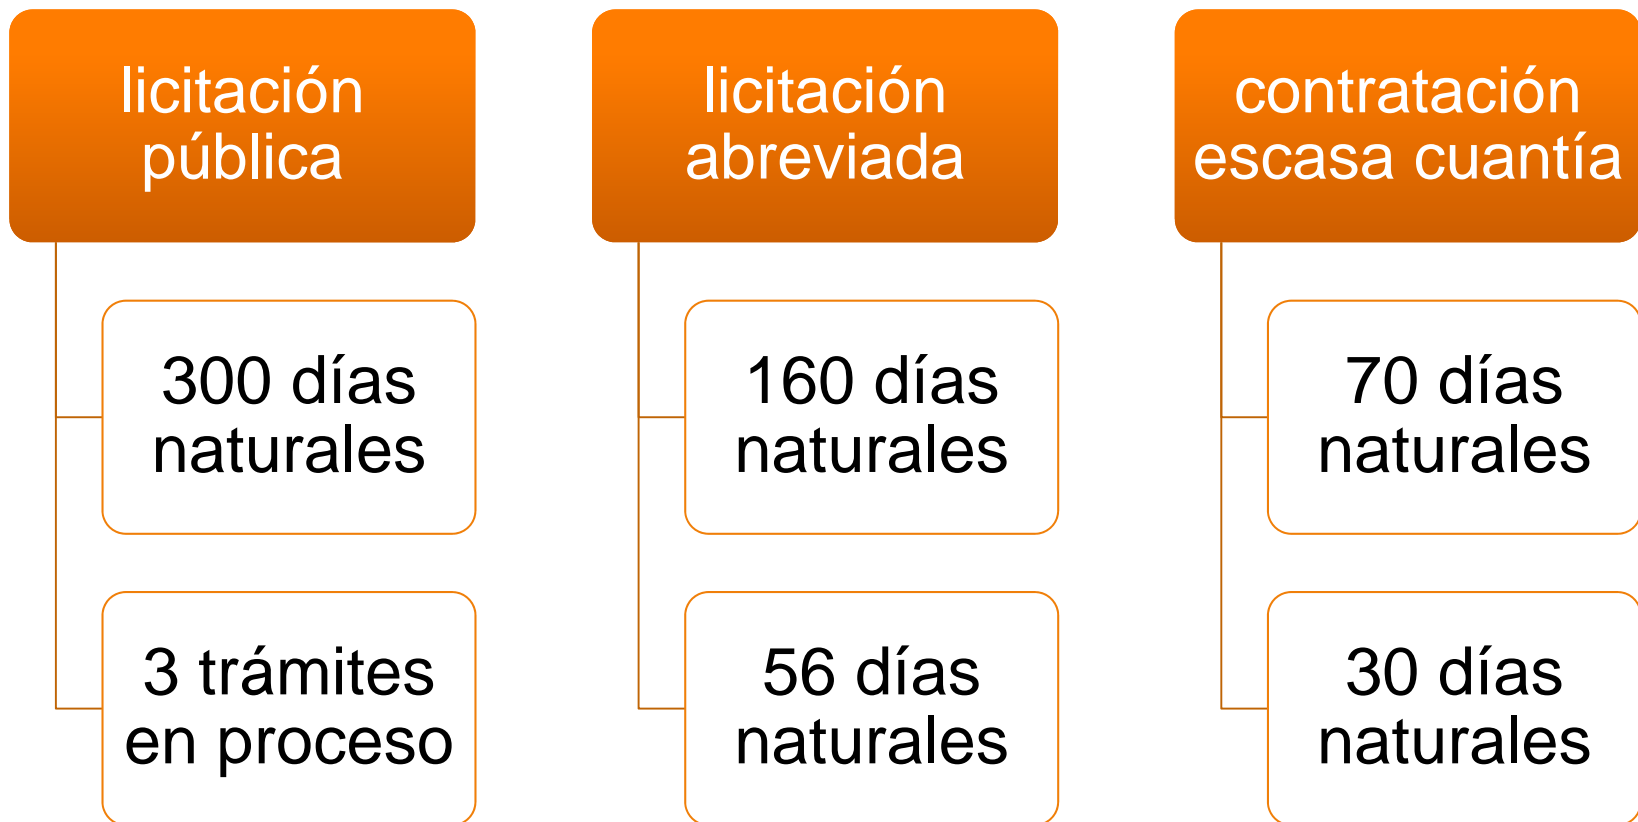 licitación
pública
300 días
naturales
3 trámites
en proceso
licitación
abreviada
160 días
naturales
56 días
naturales
contratación
escasa cuantía
70 días
naturales
30 días
naturales